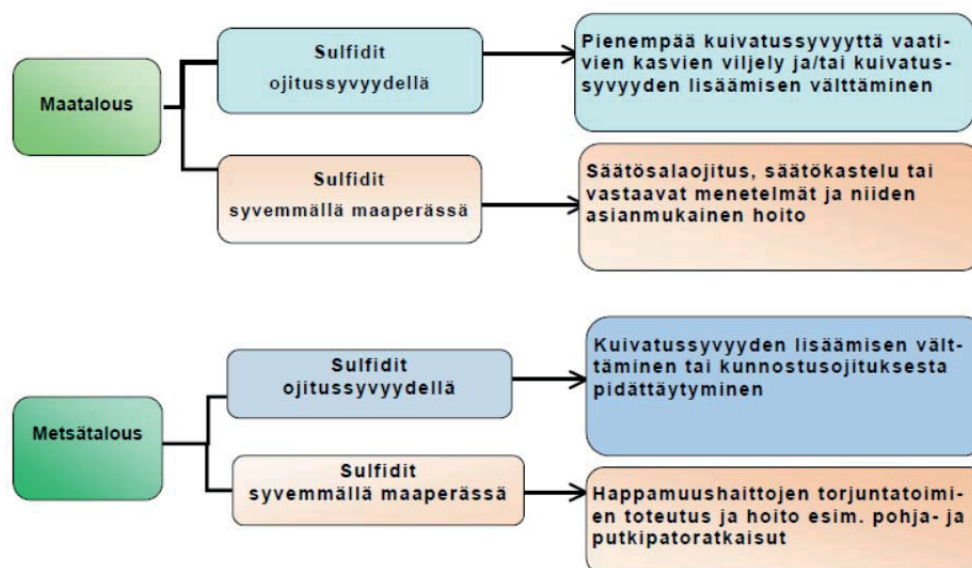 Maatalous
Sulfidit
ojitussyvyydellä
Pienempää kuivatussyvyyttä vaati-
vien kasvien viljely ja/tai kuivatus-
syvyyden lisäämisen välttäminen
Sulfidit
syvemmällä maaperässä
Säätösalaojitus, säätökastelu tai
vastaavat menetelmät ja niiden
asianmukainen hoito
Metsätalous
Sulfidit
ojitussyvyydellä
Kuivatussyvyyden lisäämisen vält-
täminen tai kunnostusojituksesta
pidättäytyminen
Sulfidit
syvemmällä maaperässä
Happamuushaittojen torjuntatoimi-
en toteutus ja hoito esim. pohja- ja
putkipatoratkaisut